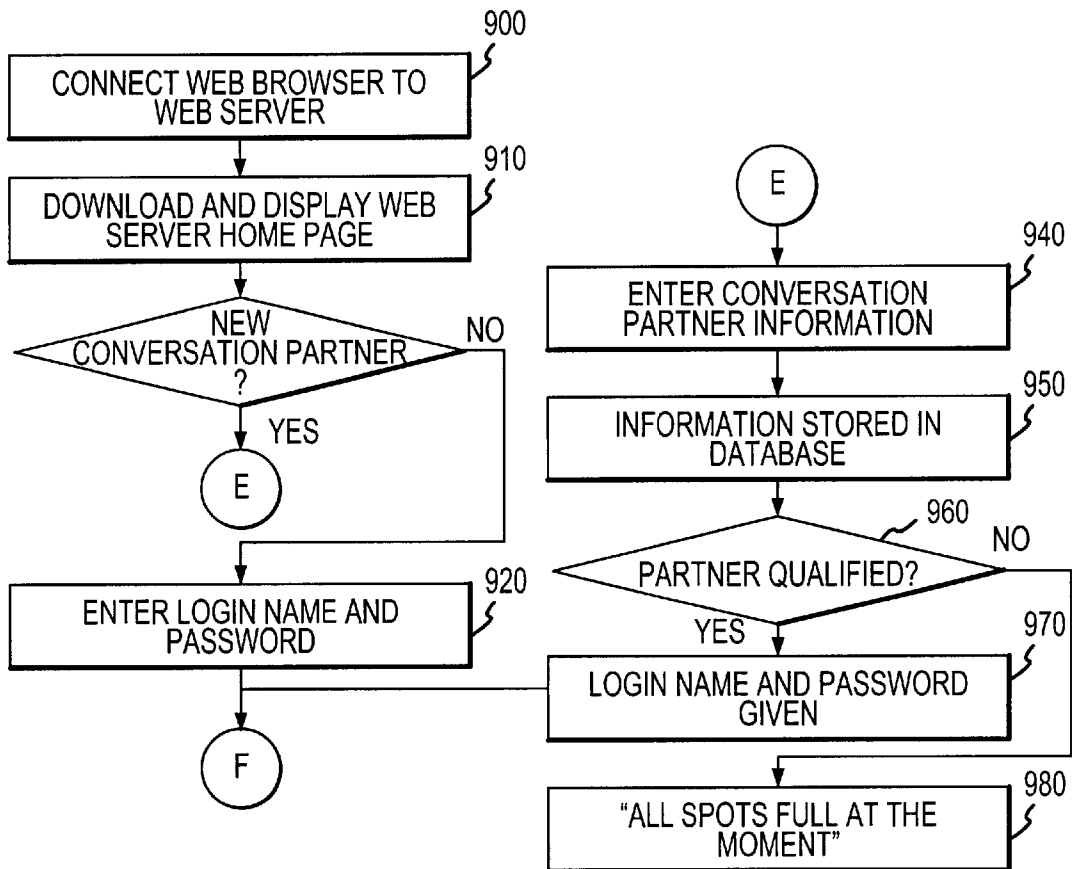 900
CONNECT WEB BROWSER TO
WEB SERVER
910
DOWNLOAD AND DISPLAY WEB
SERVER HOME PAGE
NEW
CONVERSATION PARTNER
?
NO
YES
E
920
ENTER LOGIN NAME AND
PASSWORD
F
E
940
ENTER CONVERSATION
PARTNER INFORMATION
950
INFORMATION STORED IN
DATABASE
960
PARTNER QUALIFIED?
NO
YES
970
LOGIN NAME AND PASSWORD
GIVEN
980
"ALL SPOTS FULL AT THE
MOMENT"